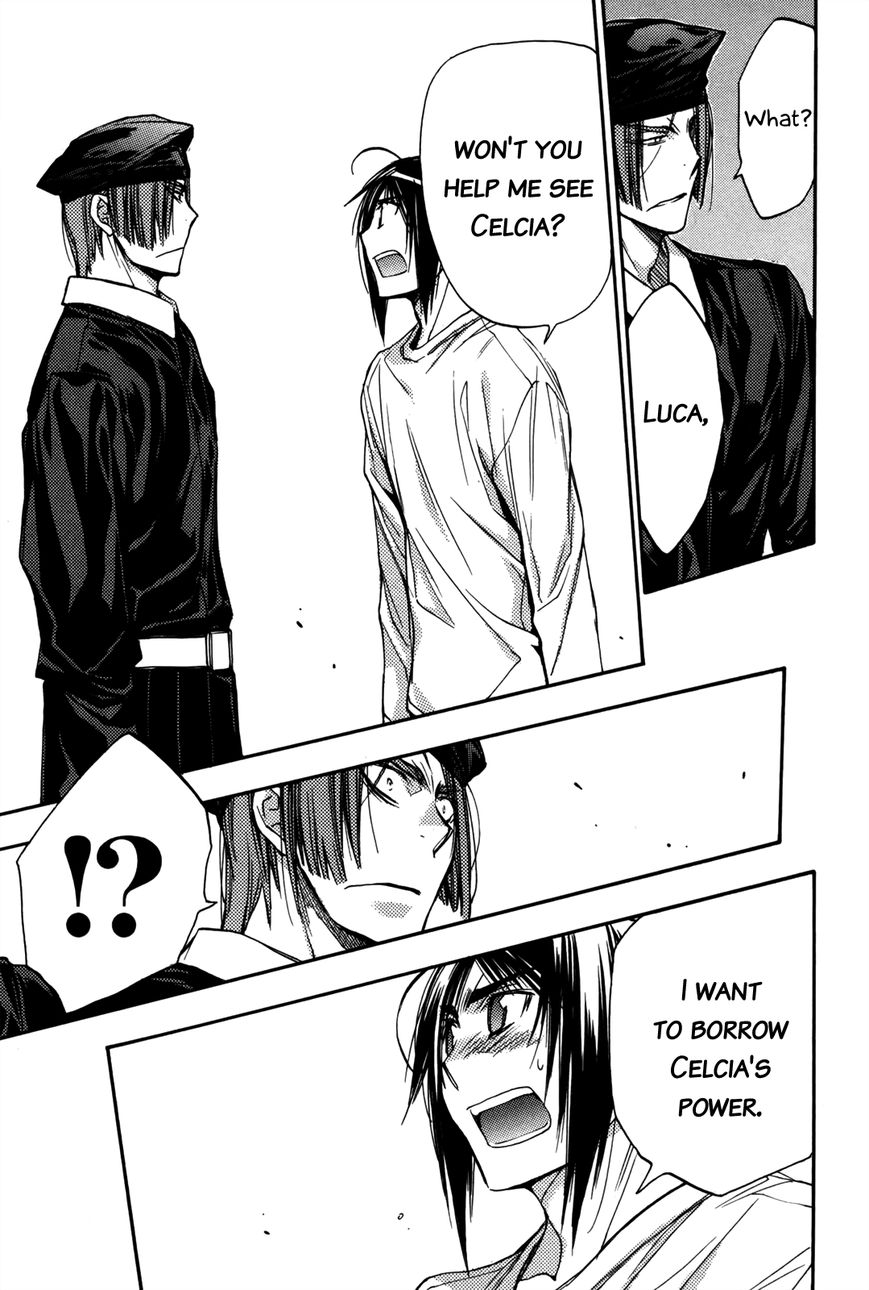 What?
LUCA,
WON'T YOU
HELP ME SEE
CELCIA?
!?
I WANT
TO BORROW
CELCIA'S
POWER.